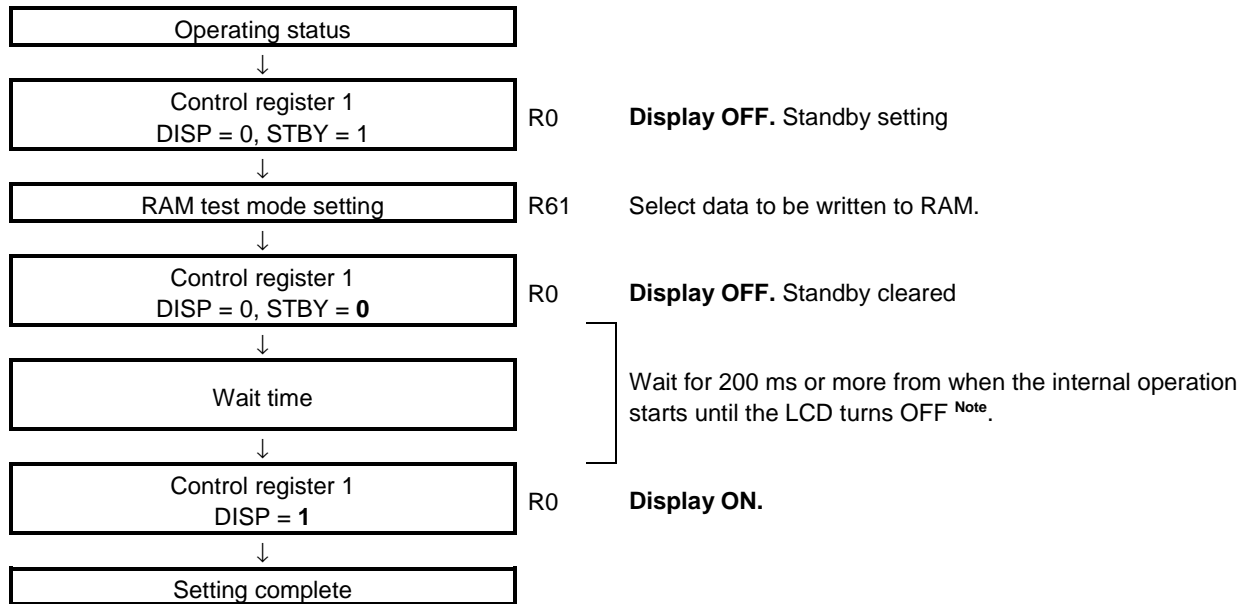 Operating status
↓
Control register 1
DISP = 0, STBY = 1
R0
Display OFF. Standby setting
↓
RAM test mode setting
R61
Select data to be written to RAM.
↓
Control register 1
DISP = 0, STBY = 0
R0
Display OFF. Standby cleared
↓
Wait time
Wait for 200 ms or more from when the internal operation
starts until the LCD turns OFF Note.
↓
Control register 1
DISP = 1
R0
Display ON.
↓
Setting complete